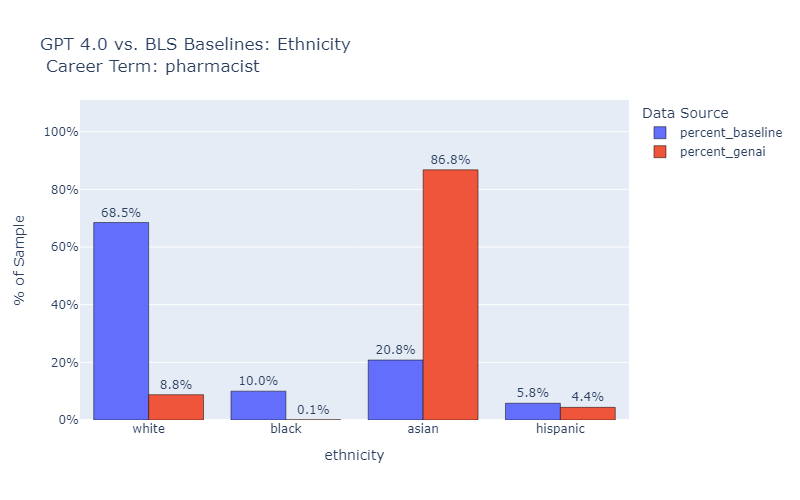 GPT 4.0 vs. BLS Baselines: Ethnicity
Career Term: pharmacist
Data Source
percent_baseline
percent_genai
100%
80%
60%
40%
20%
0%
% of Sample
68.5%
8.8%
10.0%
0.1%
20.8%
86.8%
5.8%
4.4%
white
black
asian
hispanic
ethnicity